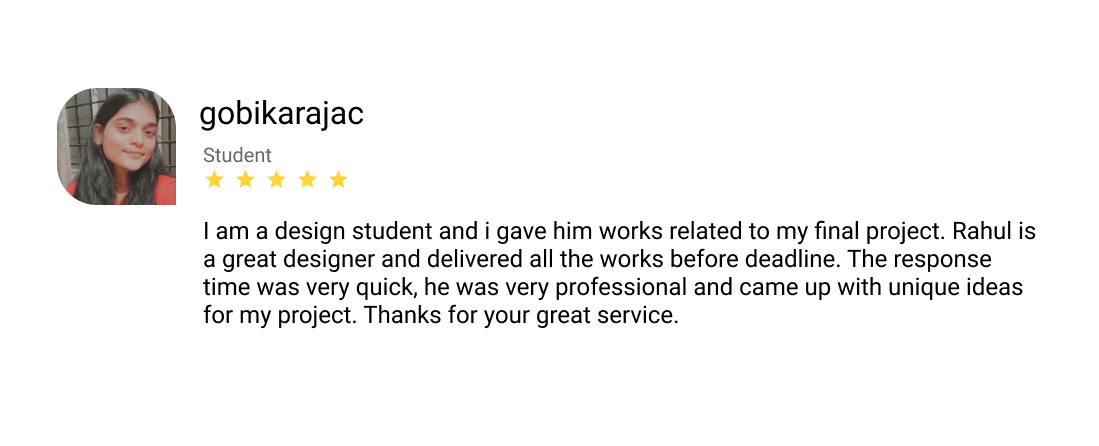 gobikarajac
Student
I am a design student and i gave him works related to my final project. Rahul is
a great designer and delivered all the works before deadline. The response
time was very quick, he was very professional and came up with unique ideas
for my project. Thanks for your great service.